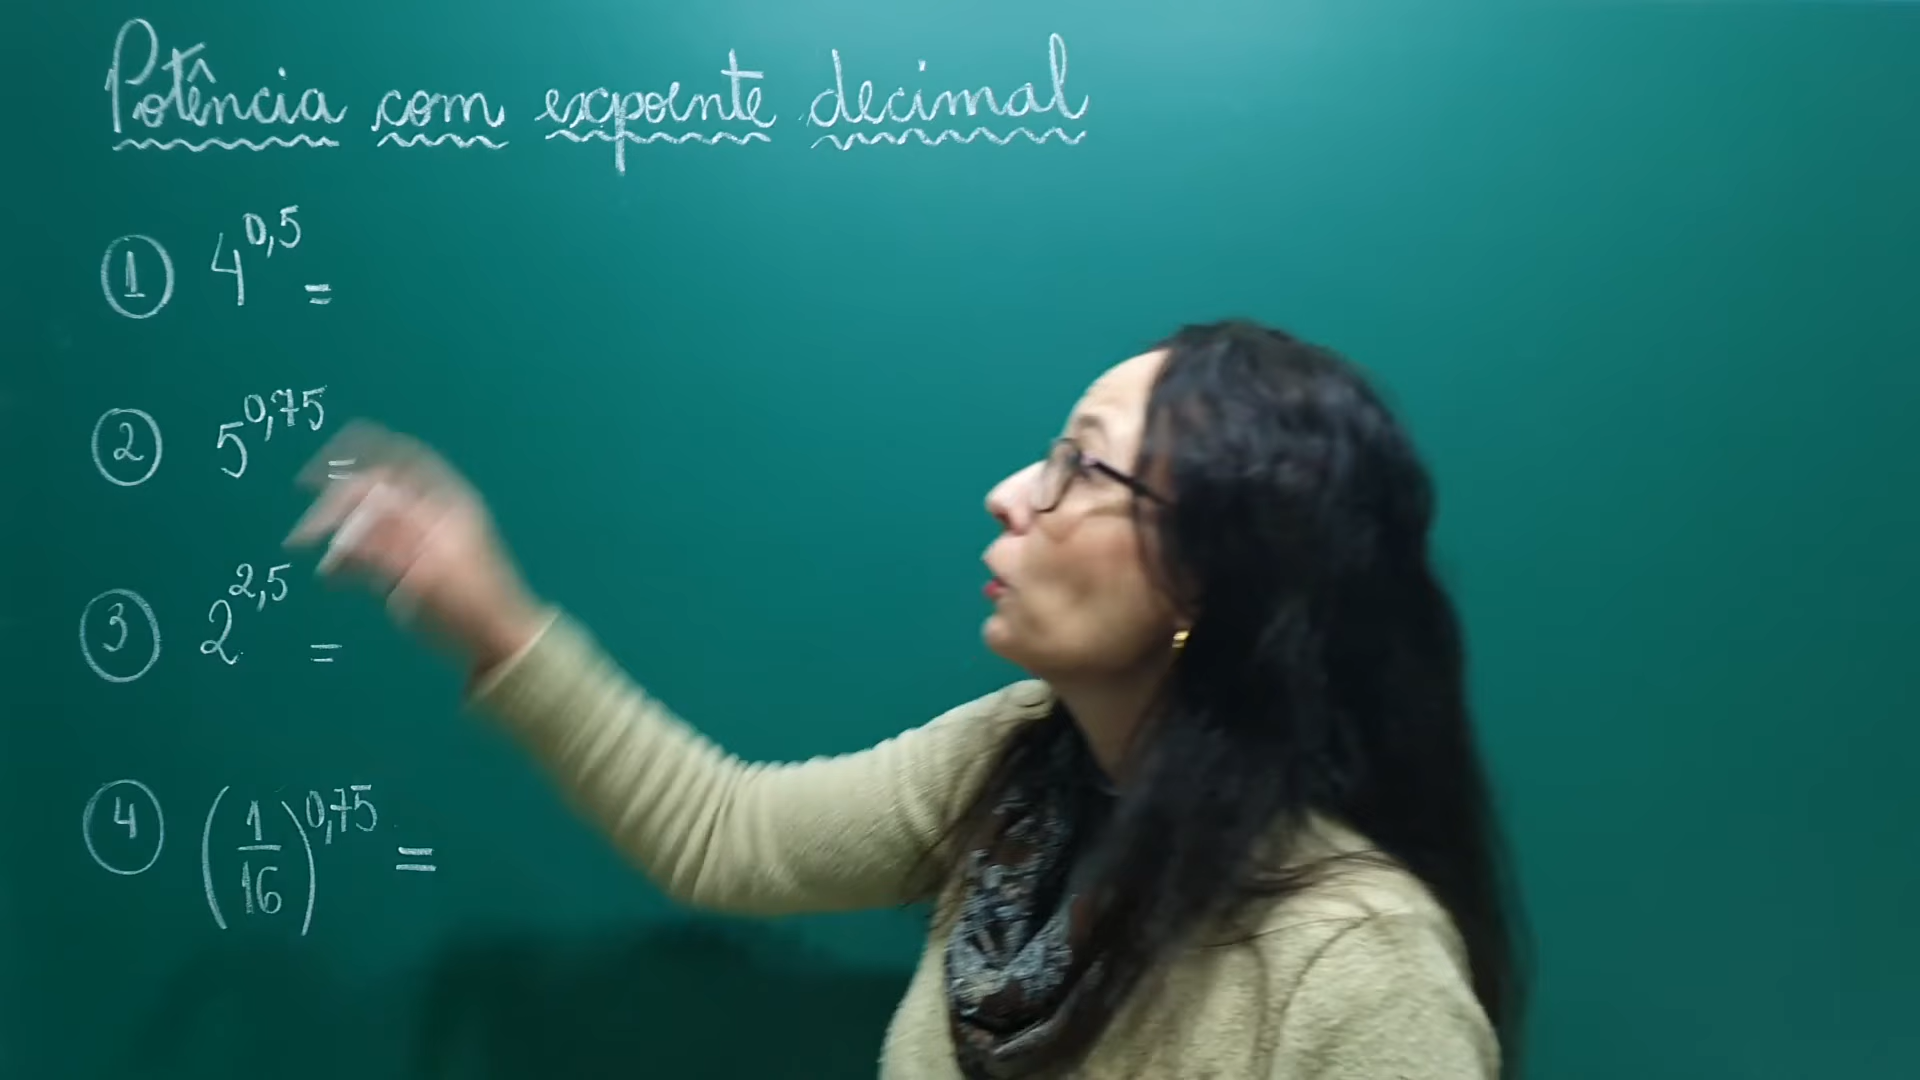 Potência com expoente decimal
① 4^0,5 =
② 5^0,75 =
③ 2^2,5 =
④ (1/16)^0,75 =